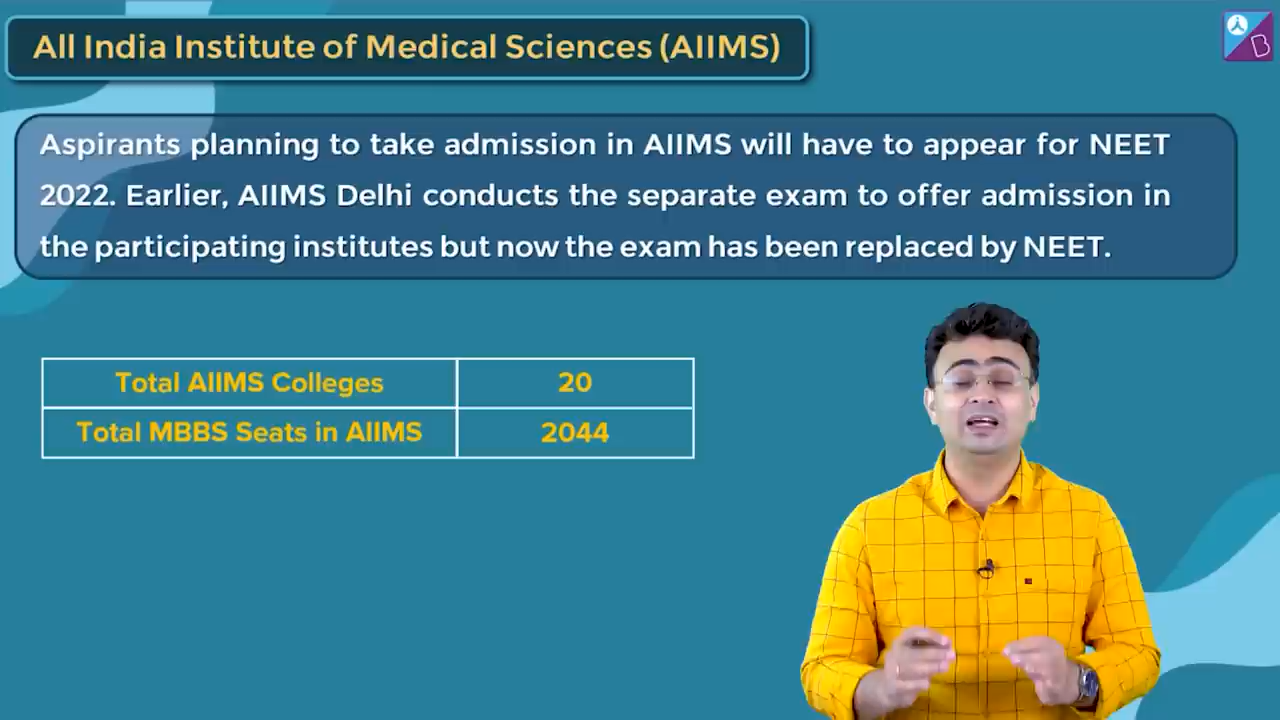 All India Institute of Medical Sciences (AIIMS)
Aspirants planning to take admission in AIIMS will have to appear for NEET
2022. Earlier, AIIMS Delhi conducts the separate exam to offer admission in
the participating institutes but now the exam has been replaced by NEET.
Total AIIMS Colleges 20
Total MBBS Seats in AIIMS 2044
B